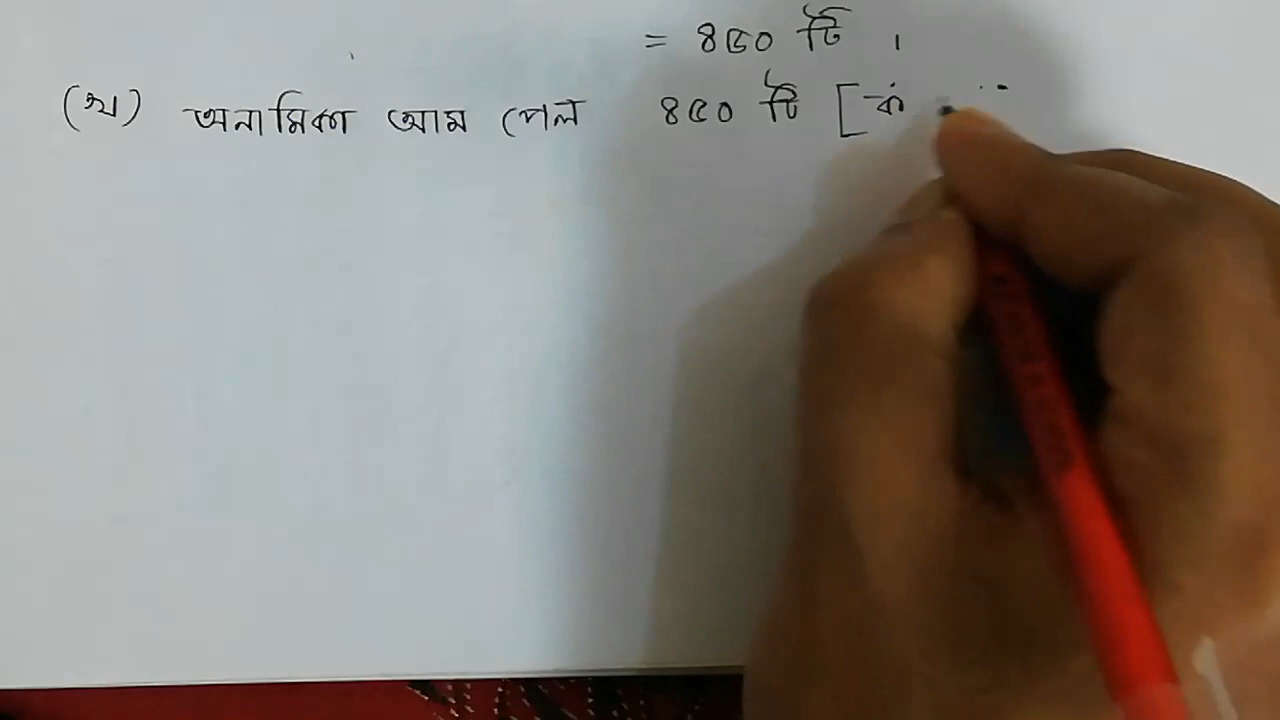 = ৪৫০ টি ।
(খ) অনামিকা আম পেল ৪৫০ টি [ক